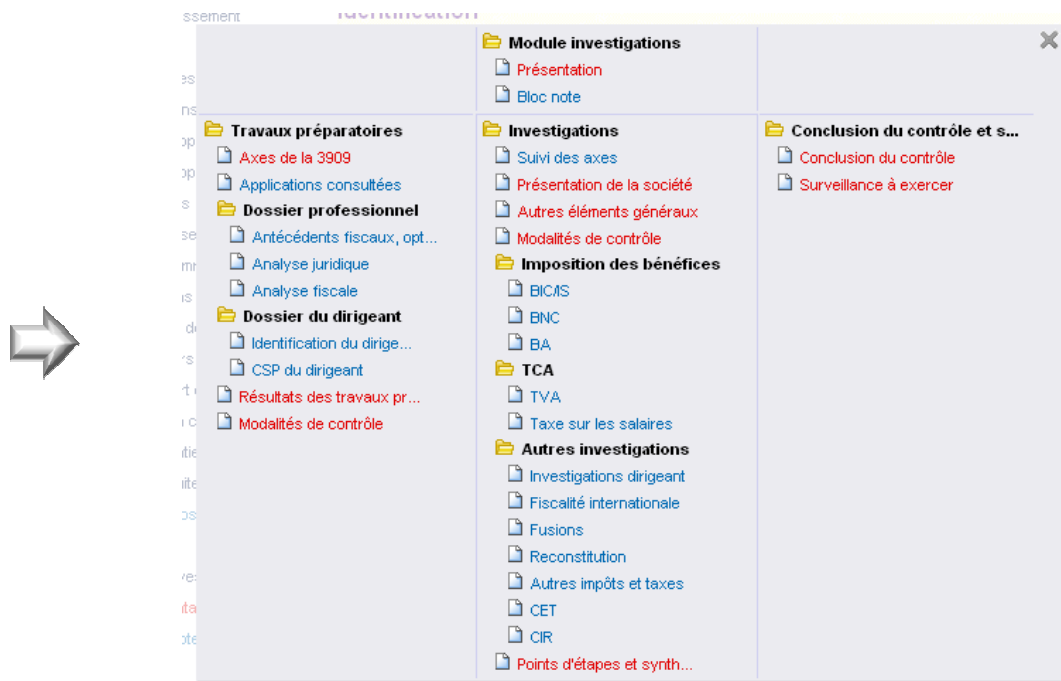 ssement
Identification
Module investigations
Présentation
Bloc note
Travaux préparatoires
Axes de la 3909
Applications consultées
Dossier professionnel
Antécédents fiscaux, opt...
Analyse juridique
Analyse fiscale
Dossier du dirigeant
Identification du dirige...
CSP du dirigeant
Résultats des travaux pr...
Modalités de contrôle
Investigations
Suivi des axes
Présentation de la société
Autres éléments généraux
Modalités de contrôle
Imposition des bénéfices
BIC/IS
BNC
BA
TCA
TVA
Taxe sur les salaires
Autres investigations
Investigations dirigeant
Fiscalité internationale
Fusions
Reconstitution
Autres impôts et taxes
CET
CIR
Points d'étapes et synth...
Conclusion du contrôle et s...
Conclusion du contrôle
Surveillance à exercer